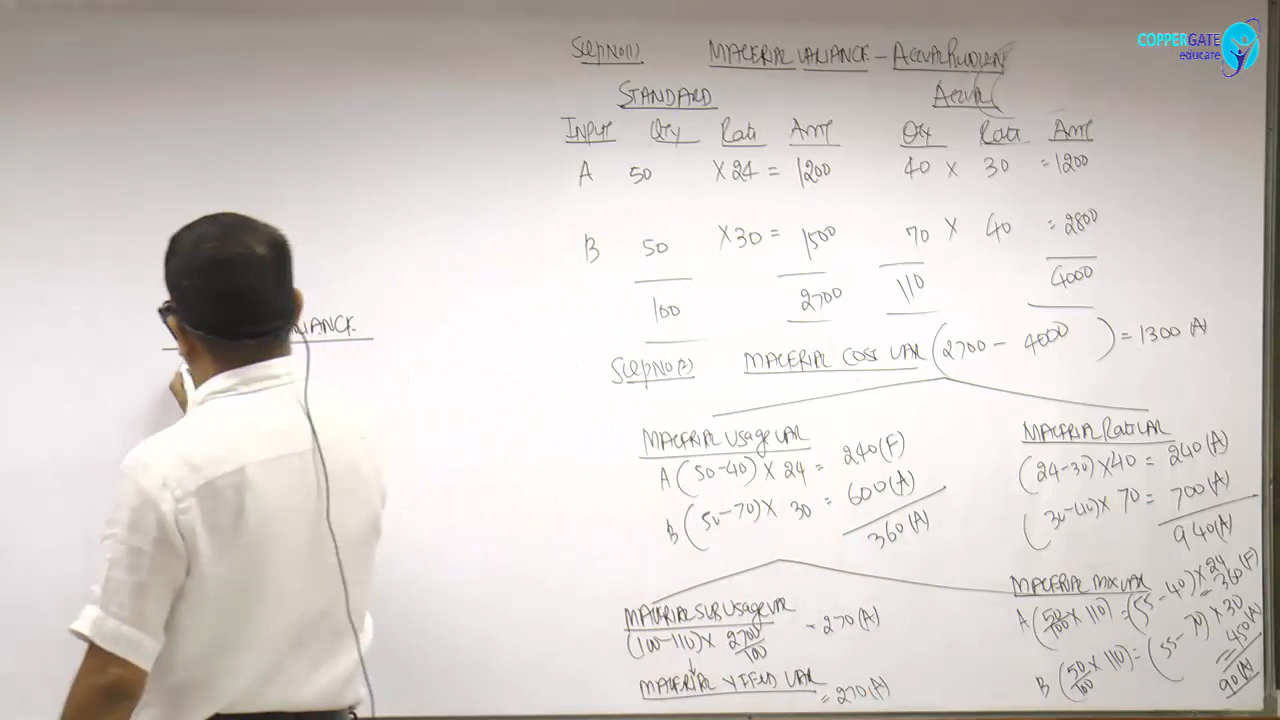 COPPERGATE
educate
Step No(1) MATERIAL VARIANCE - ACTUAL
STANDARD ACTUAL
INPUT Qty Rate Amt Qty Rate Amt
A 50 × 24 = 1200 40 × 30 = 1200
B 50 × 30 = 1500 70 × 40 = 2800
100 2700 110 4000
IANCE
Step No(2) MATERIAL COST VAR (2700 - 4000) = 1300 (A)
MATERIAL Usage VAR
A (50-40) × 24 = 240 (F)
B (50-70) × 30 = 600 (A)
360 (A)
MATERIAL Rate VAR
(24-30) × 40 = 240 (A)
(30-40) × 70 = 700 (A)
940 (A)
MATERIAL SUB Usage VAR
(100-110) × 2700/100 = 270 (A)
MATERIAL YIELD VAR = 270 (A)
MATERIAL MIX VAR
A (50/100 × 110) = (55-40) × 24 = 360 (F)
B (50/100 × 110) = (55-70) × 30 = 450 (A)
90 (A)